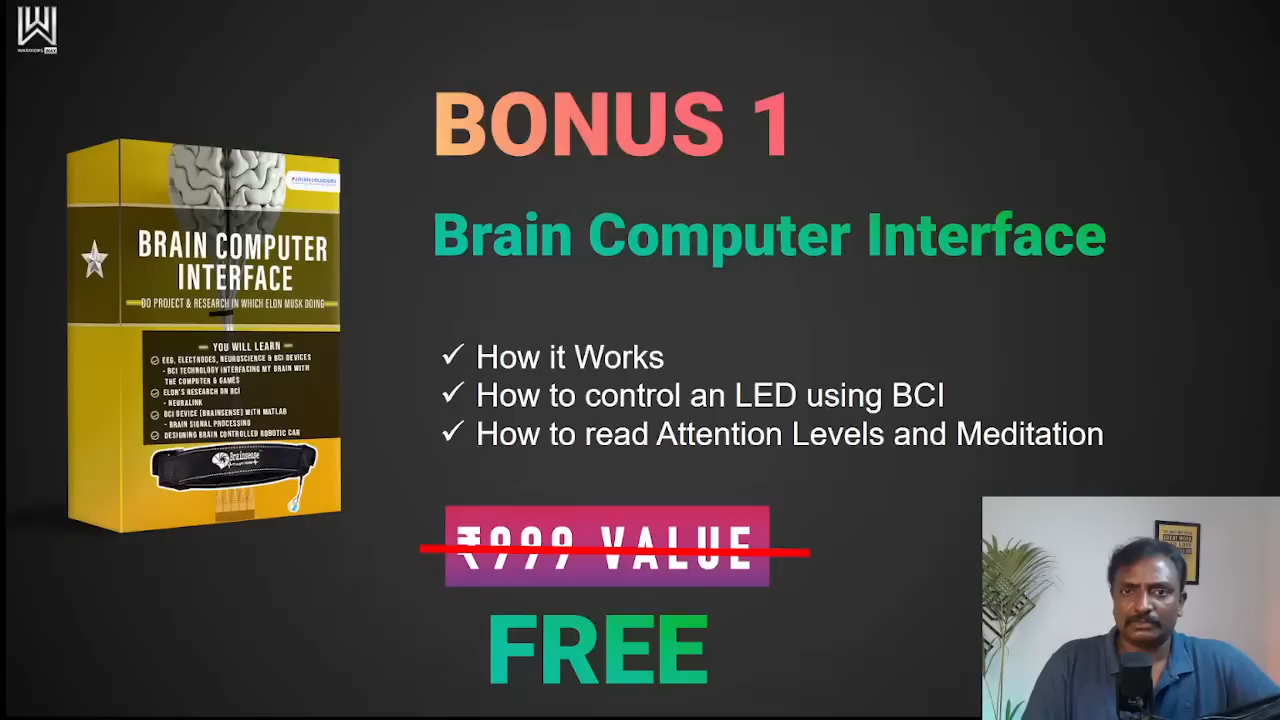 W
WARRIORS WAY
BONUS 1
Brain Computer Interface
BRAIN COMPUTER
INTERFACE
DO PROJECT & RESEARCH IN WHICH ELON MUSK DOING
YOU WILL LEARN
EEG, ELECTRODES, NEUROSCIENCE & BCI DEVICES
- BCI TECHNOLOGY INTERFACING MY BRAIN WITH
THE COMPUTER & GAMES
ELON'S RESEARCH ON BCI
- NEURALINK
BCI DEVICE (BRAINSENSE) WITH MATLAB
- BRAIN SIGNAL PROCESSING
DESIGNING BRAIN CONTROLLED ROBOTIC CAR
Brainsense
✓ How it Works
✓ How to control an LED using BCI
✓ How to read Attention Levels and Meditation
₹999 VALUE
FREE